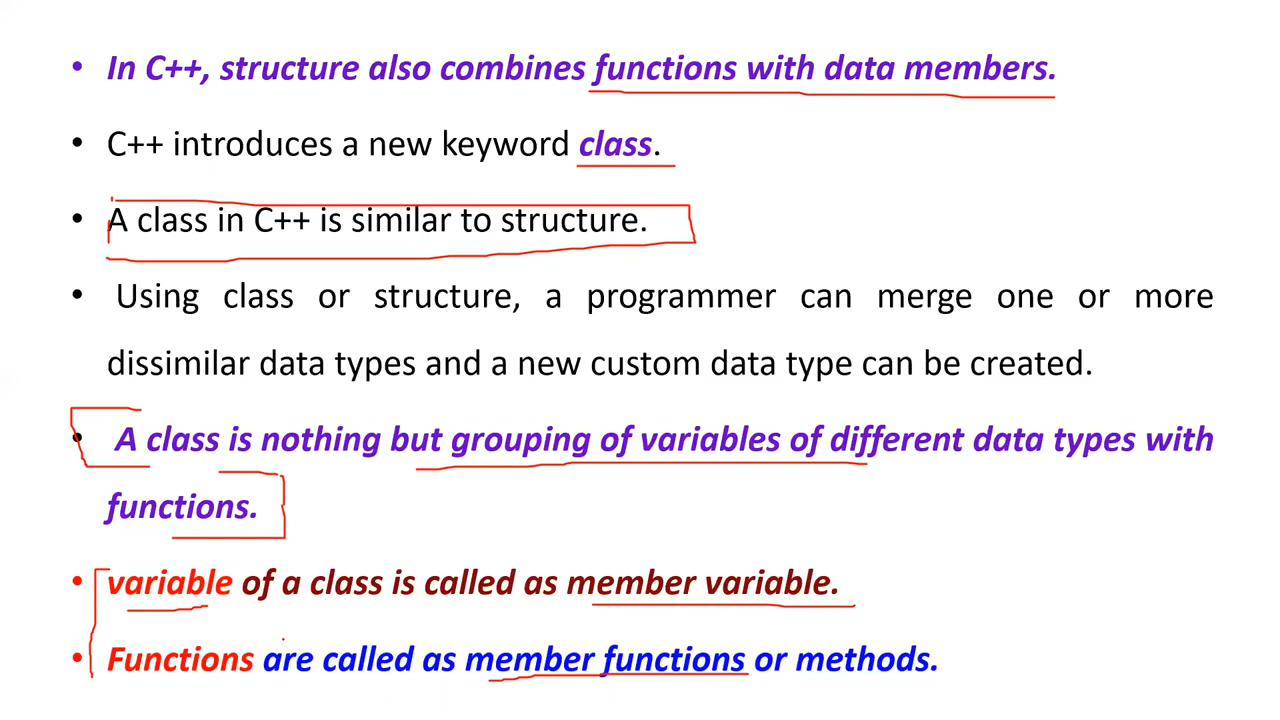 • In C++, structure also combines functions with data members.
• C++ introduces a new keyword class.
• A class in C++ is similar to structure.
• Using class or structure, a programmer can merge one or more
dissimilar data types and a new custom data type can be created.
• A class is nothing but grouping of variables of different data types with
functions.
• variable of a class is called as member variable.
• Functions are called as member functions or methods.